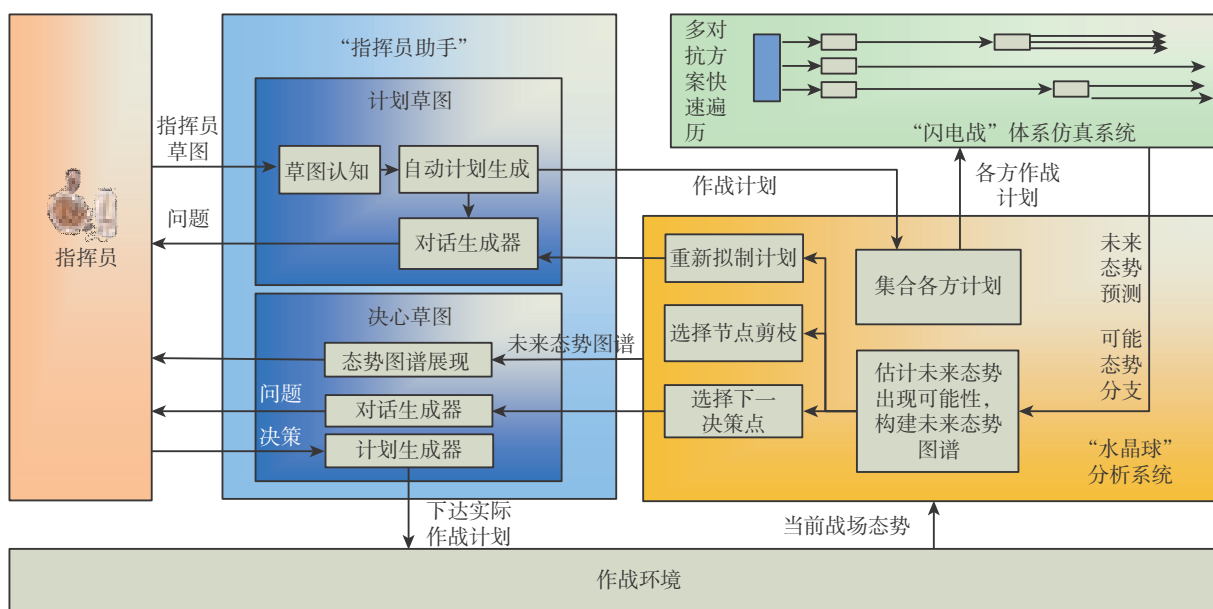 指挥员
指挥员
草图
问题
“指挥员助手”
计划草图
草图认知
自动计划生成
对话生成器
决心草图
态势图谱展现
问题
对话生成器
决策
计划生成器
下达实际
作战计划
作战计划
未来态势图谱
多对
抗方
案快
速遍
历
“闪电战”体系仿真系统
各方作战
计划
重新拟制计划
集合各方计划
选择节点剪枝
选择下一
决策点
估计未来态势
出现可能性，
构建未来态势
图谱
未来
态势
预测
可能
态势
分支
“水晶球”
分析系统
当前战场态势
作战环境